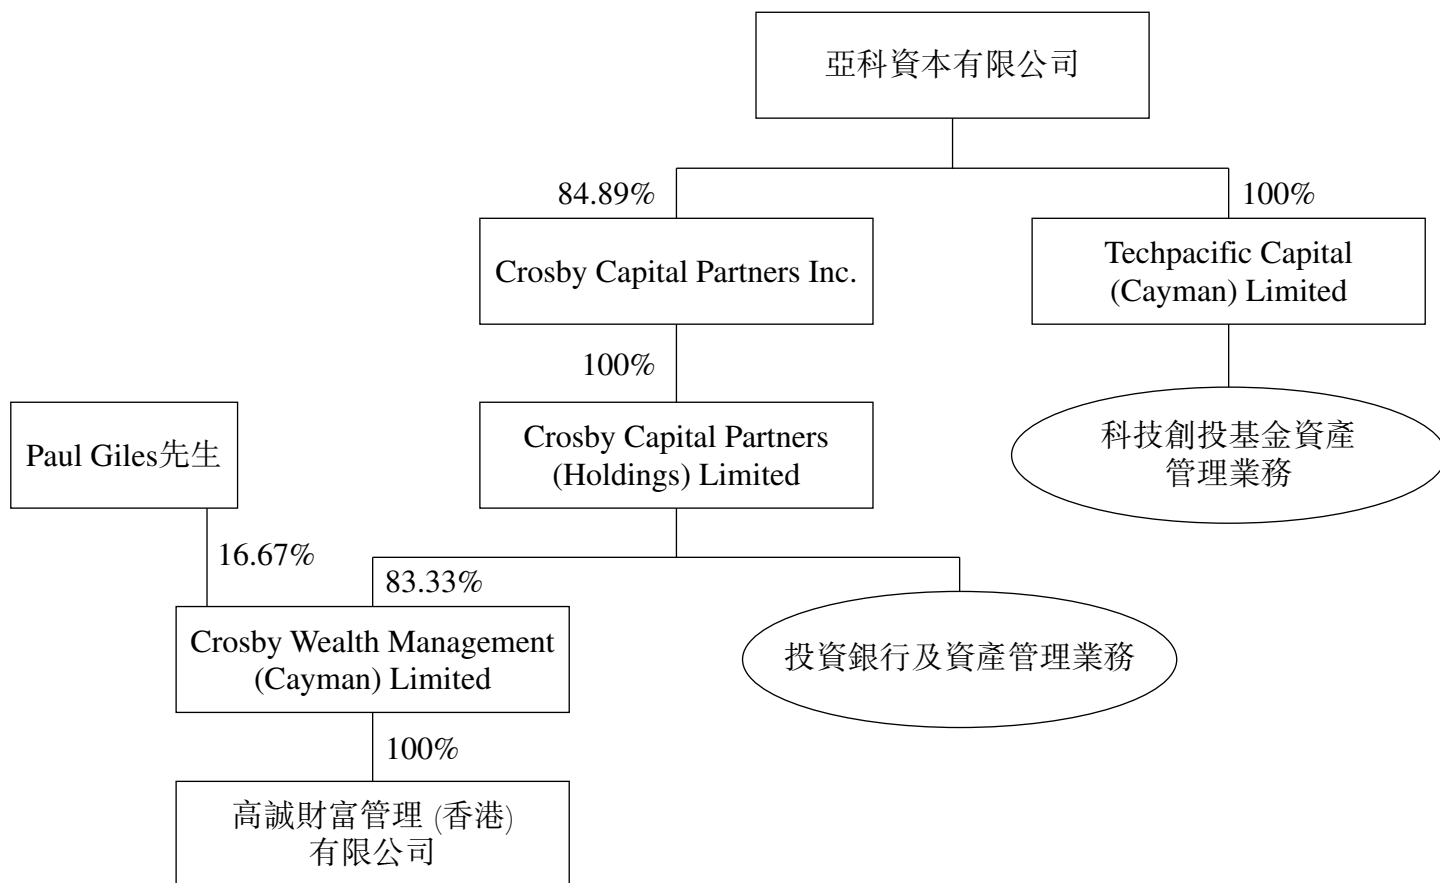 亞科資本有限公司
84.89%
100%
Crosby Capital Partners Inc.
Techpacific Capital
(Cayman) Limited
100%
Paul Giles先生
Crosby Capital Partners
(Holdings) Limited
科技創投基金資產
管理業務
16.67%
83.33%
Crosby Wealth Management
(Cayman) Limited
投資銀行及資產管理業務
100%
高誠財富管理 (香港)
有限公司